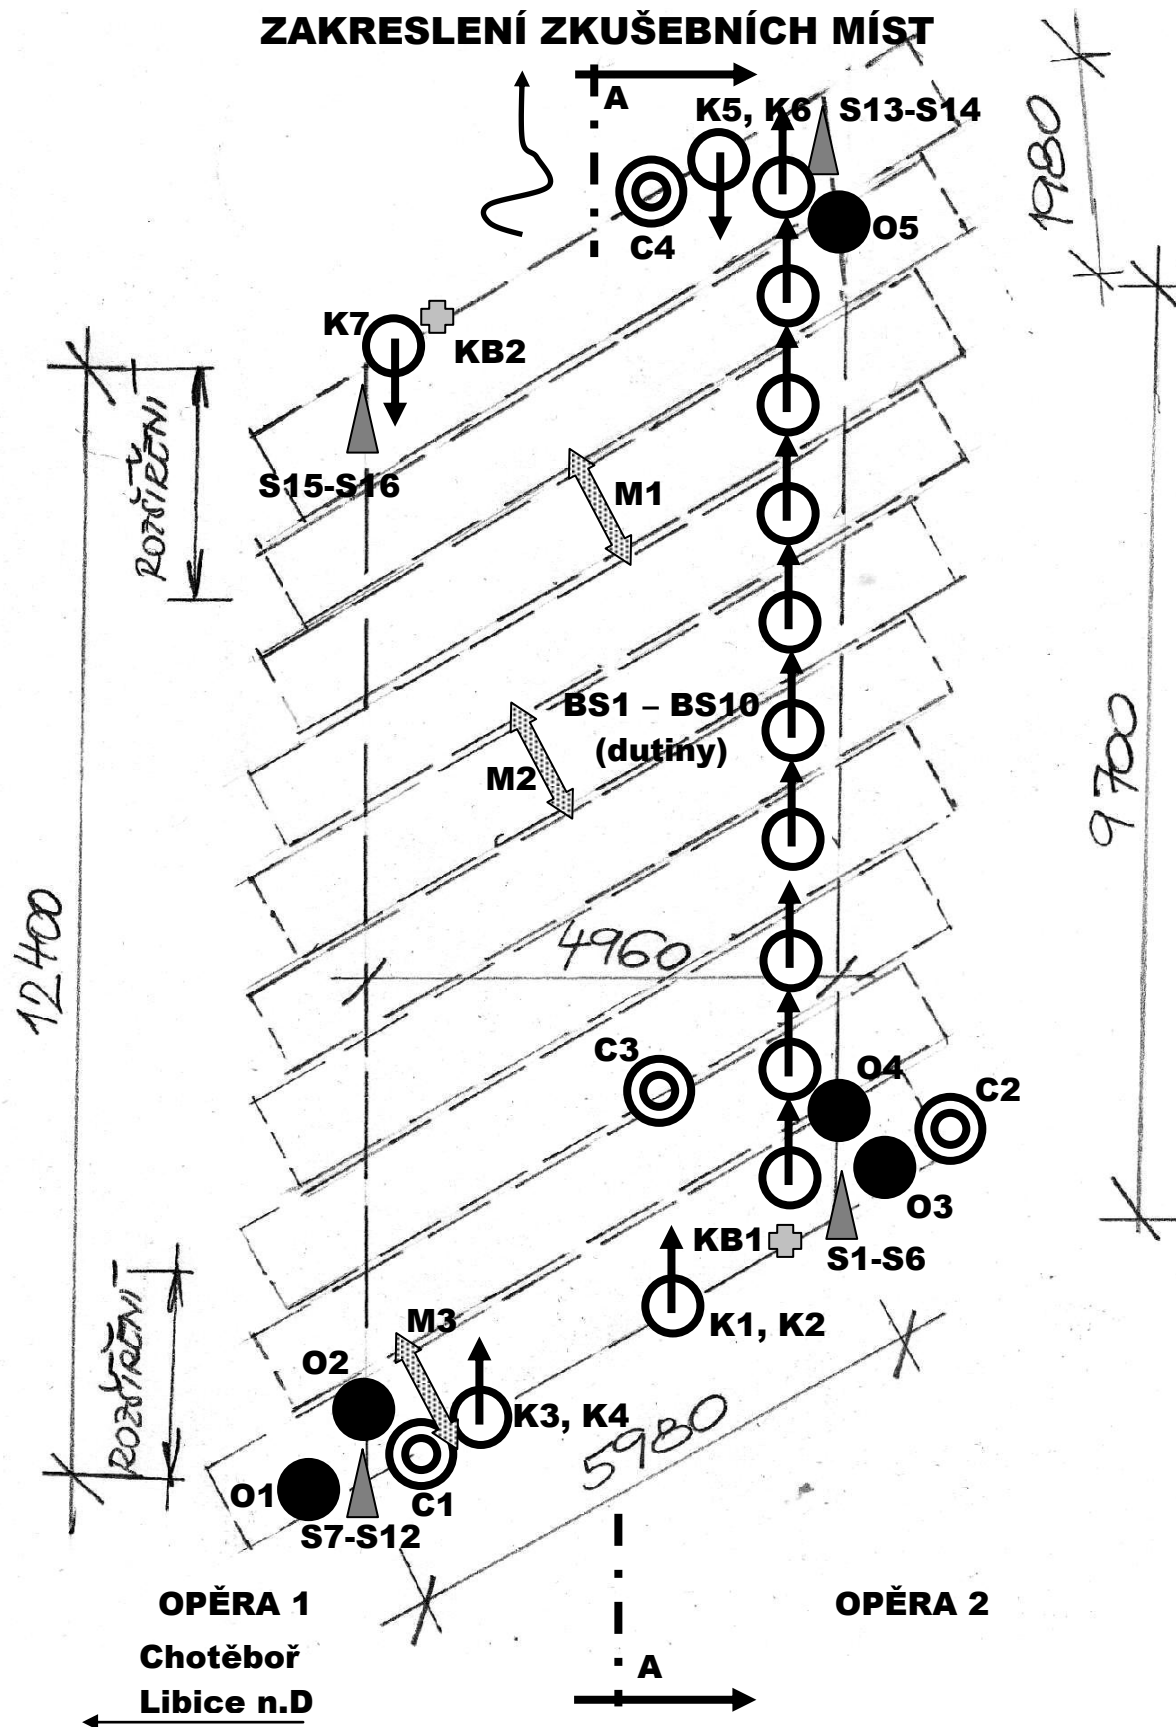 ZAKRESLENÍ ZKUŠEBNÍCH MÍST
A
K5, K6
S13-S14
1980
C4
O5
K7
KB2
ROZŠÍŘENÍ
S15-S16
M1
BS1 – BS10
(dutiny)
M2
9700
12400
4960
C3
O4
C2
O3
KB1
S1-S6
ROZŠÍŘENÍ
M3
K1, K2
O2
K3, K4
5980
O1
C1
S7-S12
OPĚRA 1
OPĚRA 2
Chotěboř
A
Libice n.D